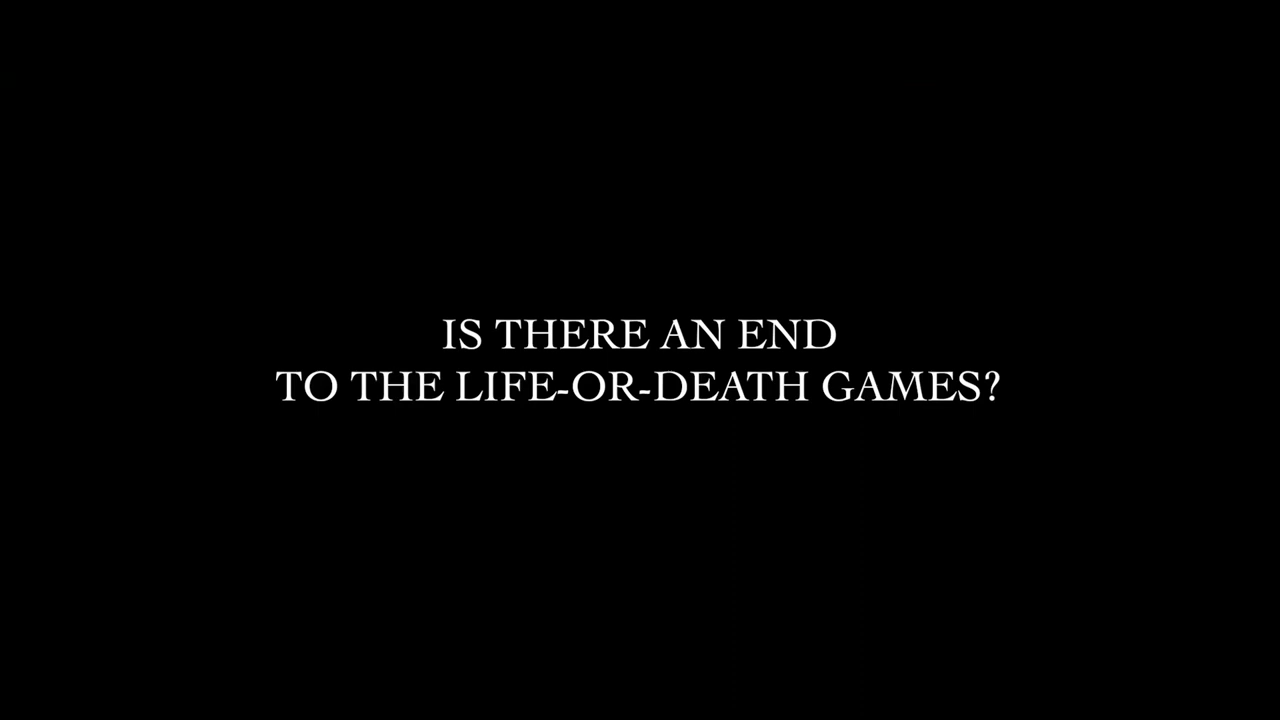 IS THERE AN END
TO THE LIFE-OR-DEATH GAMES?